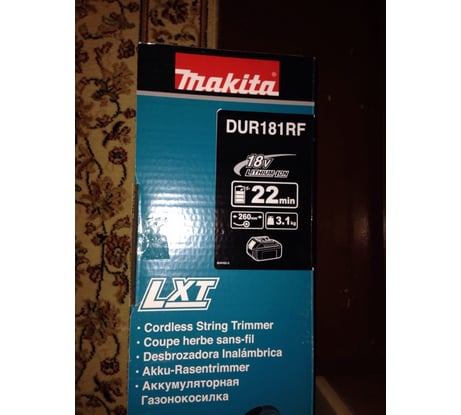 makita
DUR181RF
18V
LITHIUM-ION
22min
260mm
3.1kg
LXT
· Cordless String Trimmer
· Coupe herbe sans-fil
· Desbrozadora Inalámbrica
· Akku-Rasentrimmer
· Аккумуляторная
Газонокосилка